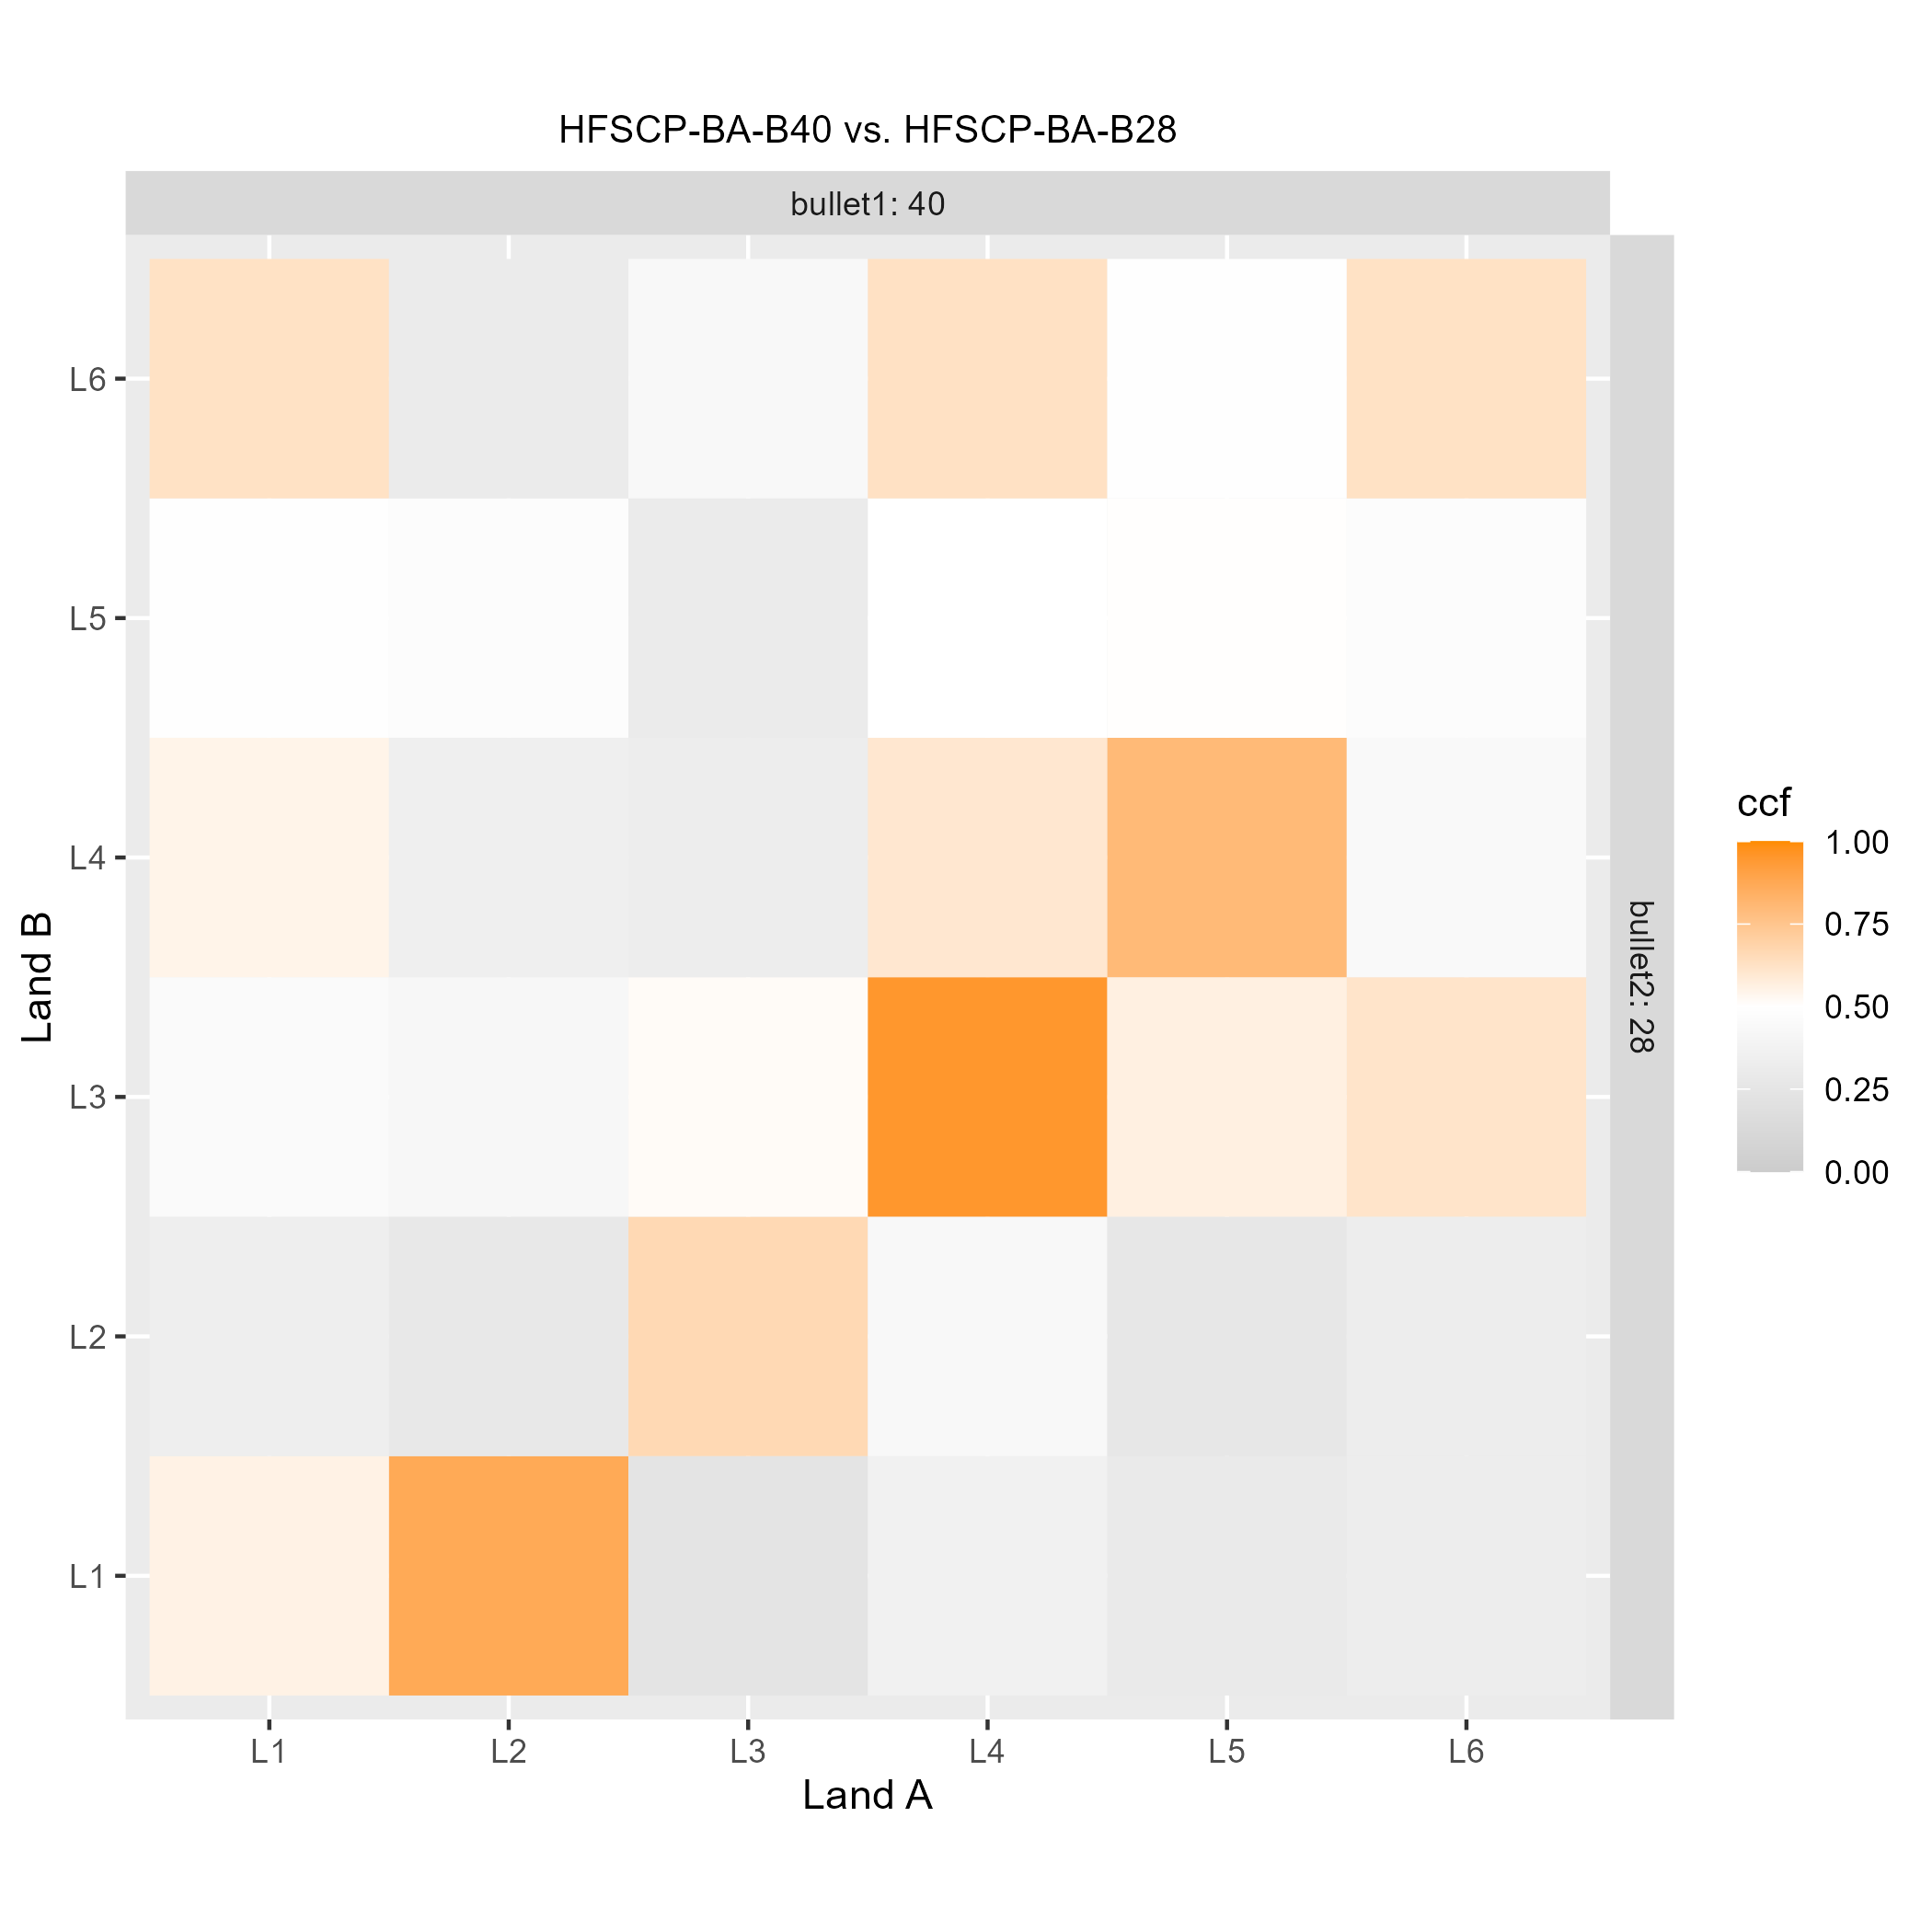 HFSCP-BA-B40 vs. HFSCP-BA-B28
bullet1: 40
L6
L5
L4
L3
L2
L1
Land B
bullet2: 28
L1 L2 L3 L4 L5 L6
Land A
ccf
1.00
0.75
0.50
0.25
0.00